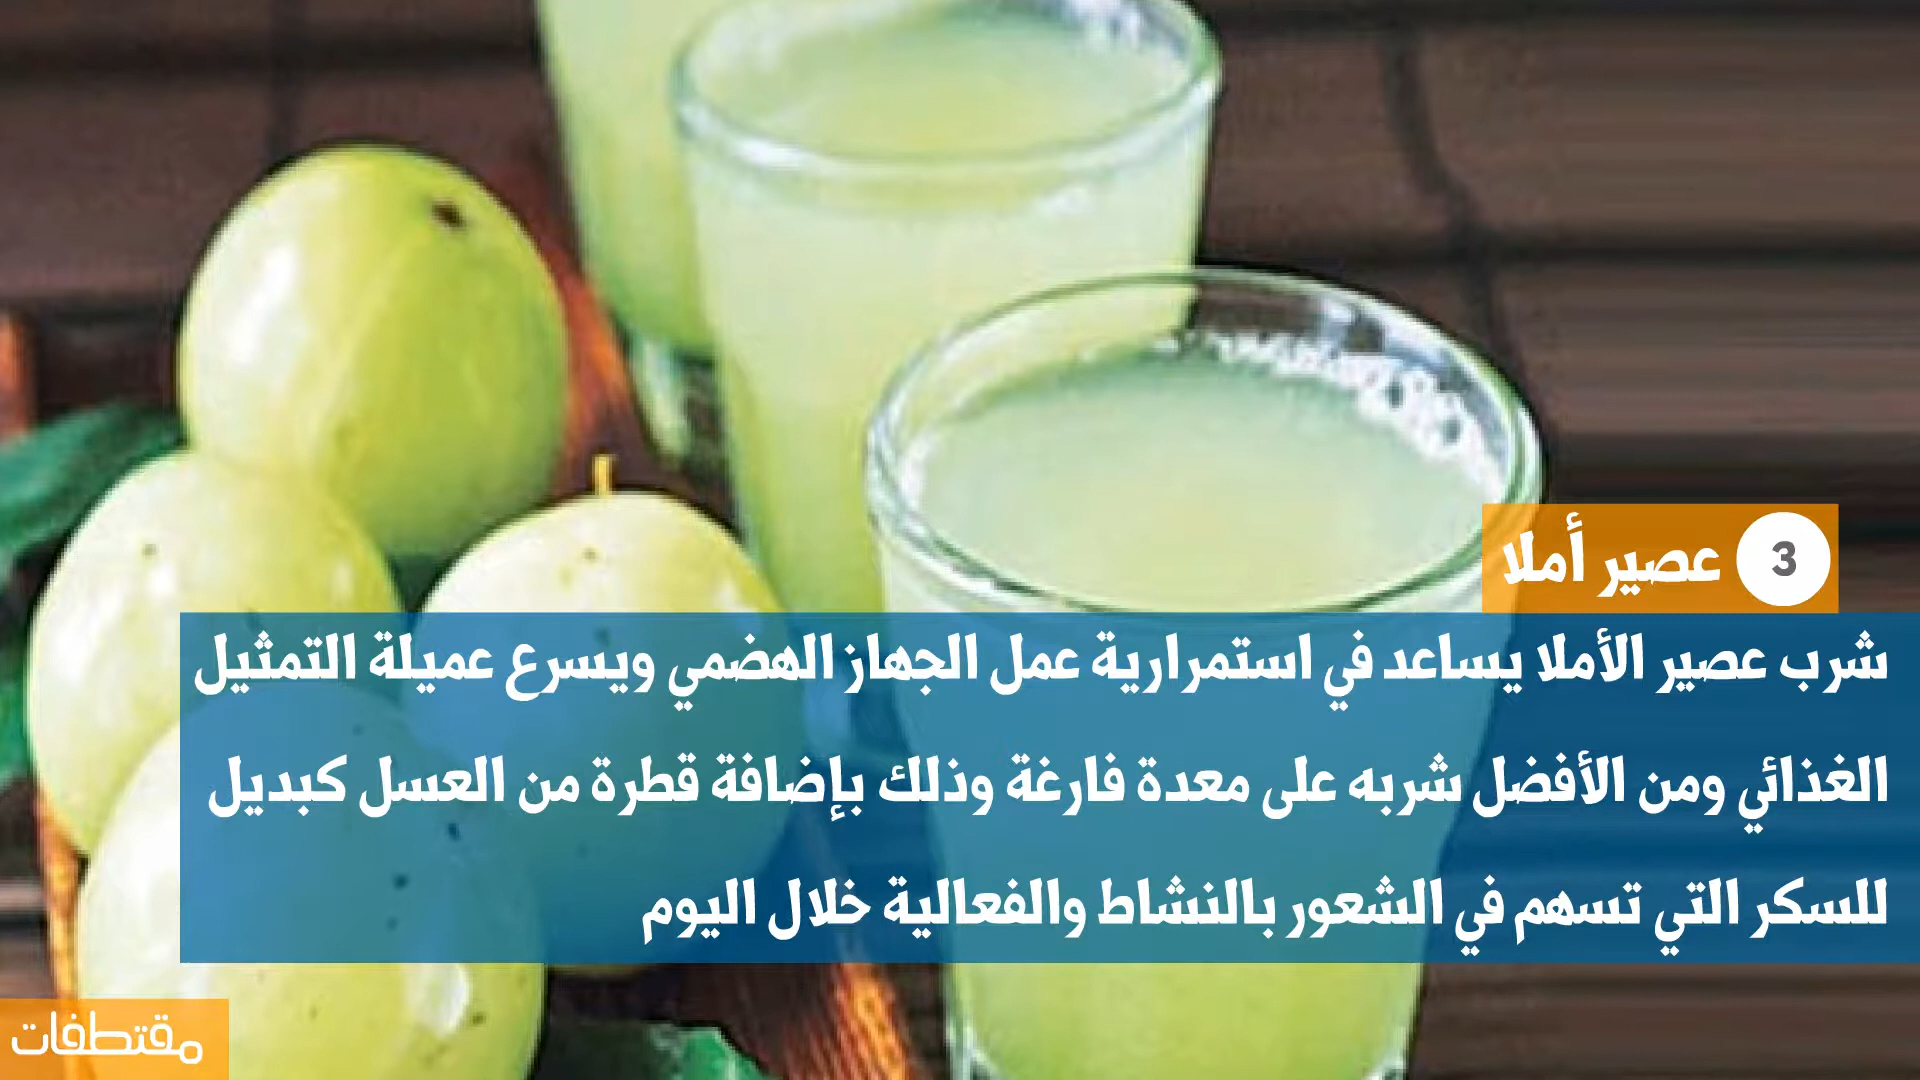 3 عصير أملا
شرب عصير الأملا يساعد في استمرارية عمل الجهاز الهضمي ويسرع عميلة التمثيل
الغذائي ومن الأفضل شربه على معدة فارغة وذلك بإضافة قطرة من العسل كبديل
للسكر التي تسهم في الشعور بالنشاط والفعالية خلال اليوم
مقتطفات